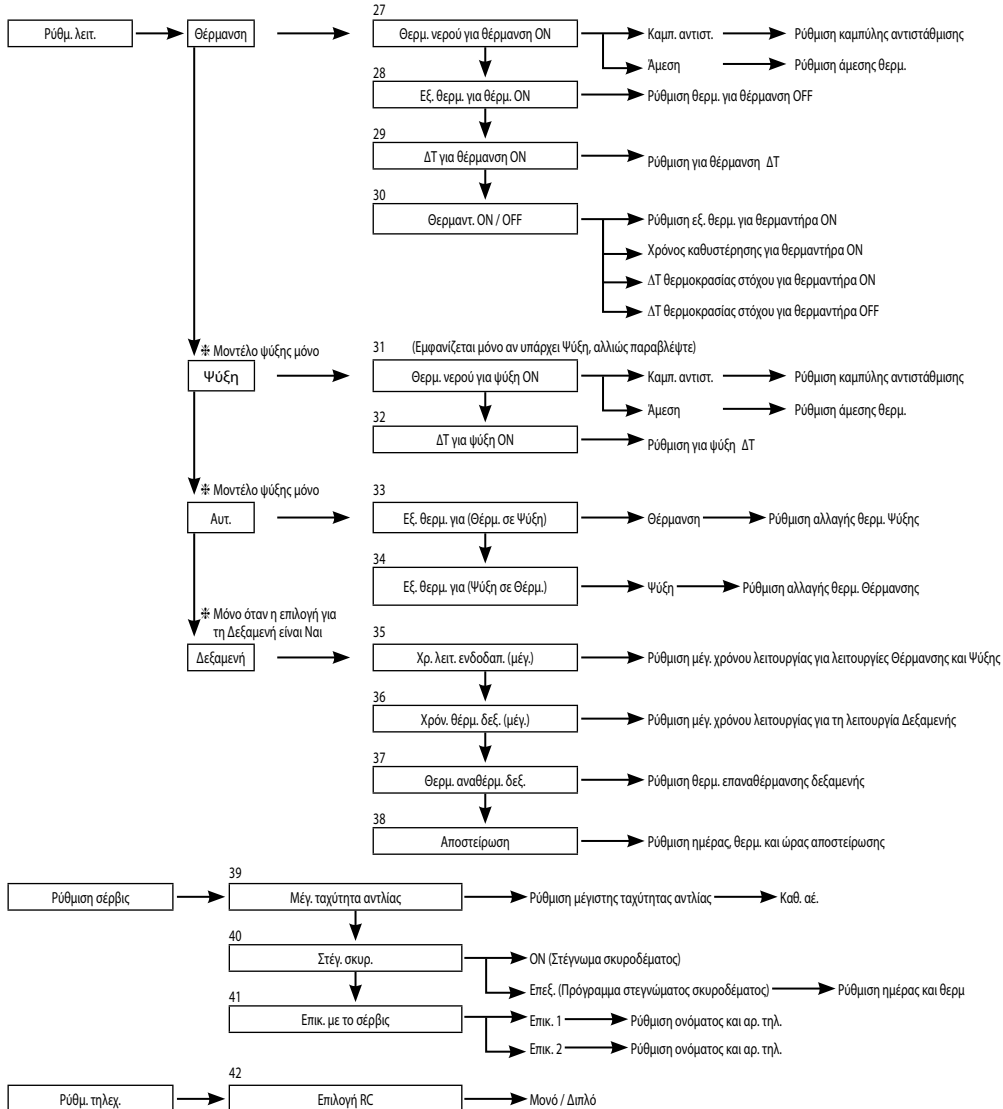 27
Ρύθμ. λειτ. Θέρμανση Θερμ. νερού για θέρμανση ON Καμπ. αντιστ. Ρύθμιση καμπύλης αντιστάθμισης
Άμεση Ρύθμιση άμεσης θερμ.
28
Εξ. θερμ. για θέρμ. ON Ρύθμιση θερμ. για θέρμανση OFF
29
ΔΤ για θέρμανση ON Ρύθμιση για θέρμανση ΔΤ
30
Θερμαντ. ON / OFF Ρύθμιση εξ. θερμ. για θερμαντήρα ON
Χρόνος καθυστέρησης για θερμαντήρα ON
ΔΤ θερμοκρασίας στόχου για θερμαντήρα ON
ΔΤ θερμοκρασίας στόχου για θερμαντήρα OFF
❉ Μοντέλο ψύξης μόνο
31 (Εμφανίζεται μόνο αν υπάρχει Ψύξη, αλλιώς παραβλέψτε)
Ψύξη Θερμ. νερού για ψύξη ON Καμπ. αντιστ. Ρύθμιση καμπύλης αντιστάθμισης
Άμεση Ρύθμιση άμεσης θερμ.
32
ΔΤ για ψύξη ON Ρύθμιση για ψύξη ΔΤ
❉ Μοντέλο ψύξης μόνο
33
Αυτ. Εξ. θερμ. για (Θέρμ. σε Ψύξη) Θέρμανση Ρύθμιση αλλαγής θερμ. Ψύξης
34
Εξ. θερμ. για (Ψύξη σε Θέρμ.) Ψύξη Ρύθμιση αλλαγής θερμ. Θέρμανσης
❉ Μόνο όταν η επιλογή για
τη Δεξαμενή είναι Ναι
35
Δεξαμενή Χρ. λειτ. ενδοδαπ. (μέγ.) Ρύθμιση μέγ. χρόνου λειτουργίας για λειτουργίες Θέρμανσης και Ψύξης
36
Χρόν. θέρμ. δεξ. (μέγ.) Ρύθμιση μέγ. χρόνου λειτουργίας για τη λειτουργία Δεξαμενής
37
Θερμ. αναθέρμ. δεξ. Ρύθμιση θερμ. επαναθέρμανσης δεξαμενής
38
Αποστείρωση Ρύθμιση ημέρας, θερμ. και ώρας αποστείρωσης
39
Ρύθμιση σέρβις Μέγ. ταχύτητα αντλίας Ρύθμιση μέγιστης ταχύτητας αντλίας Καθ. αέ.
40
Στέγ. σκυρ. ON (Στέγνωμα σκυροδέματος)
Επεξ. (Πρόγραμμα στεγνώματος σκυροδέματος) Ρύθμιση ημέρας και θερμ
41
Επικ. με το σέρβις Επικ. 1 Ρύθμιση ονόματος και αρ. τηλ.
Επικ. 2 Ρύθμιση ονόματος και αρ. τηλ.
42
Ρύθμ. τηλεχ. Επιλογή RC Μονό / Διπλό